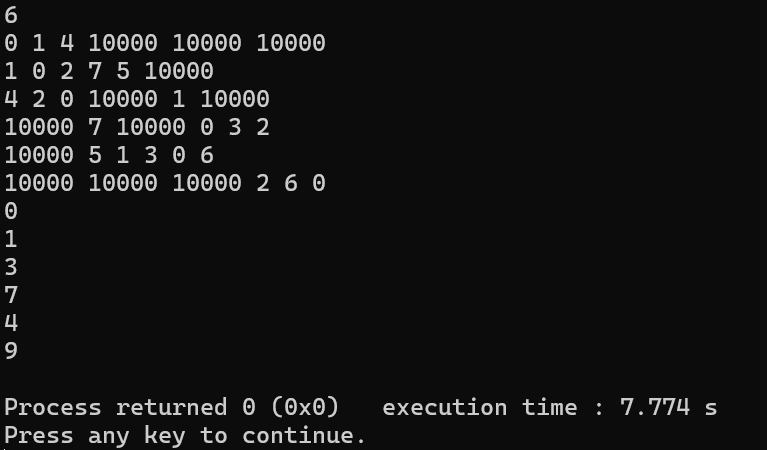 6
0 1 4 10000 10000 10000
1 0 2 7 5 10000
4 2 0 10000 1 10000
10000 7 10000 0 3 2
10000 5 1 3 0 6
10000 10000 10000 2 6 0
0
1
3
7
4
9
Process returned 0 (0x0)   execution time : 7.774 s
Press any key to continue.